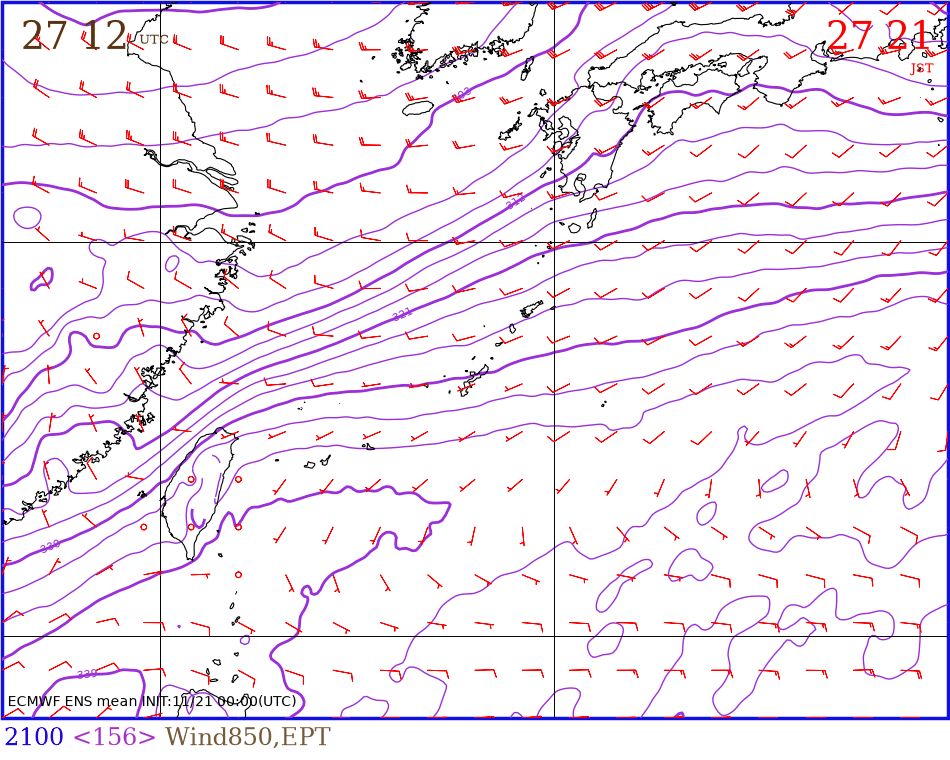 27 12 UTC
27 21
JST
312
321
330
339
ECMWF ENS mean INIT:11/21 00:00(UTC)
2100 <156> Wind850,EPT